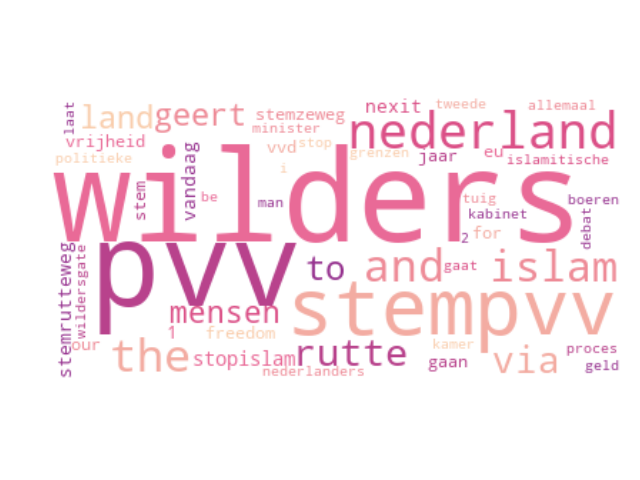 laat
land
geert
stemzeweg
nexit
tweede
allemaal
vrijheid
minister
vvd
stop
nederland
politieke
vandaag
i
grenzen
jaar
eu
islamitische
wilders
stem
be
man
tuig
kabinet
boeren
2
for
debat
stemrutteweg
wildersgate
pvv
to
and
gaat
islam
mensen
stempvv
1
freedom
our
the
stopislam
rutte
nederlanders
kamer
gaan
via
proces
geld